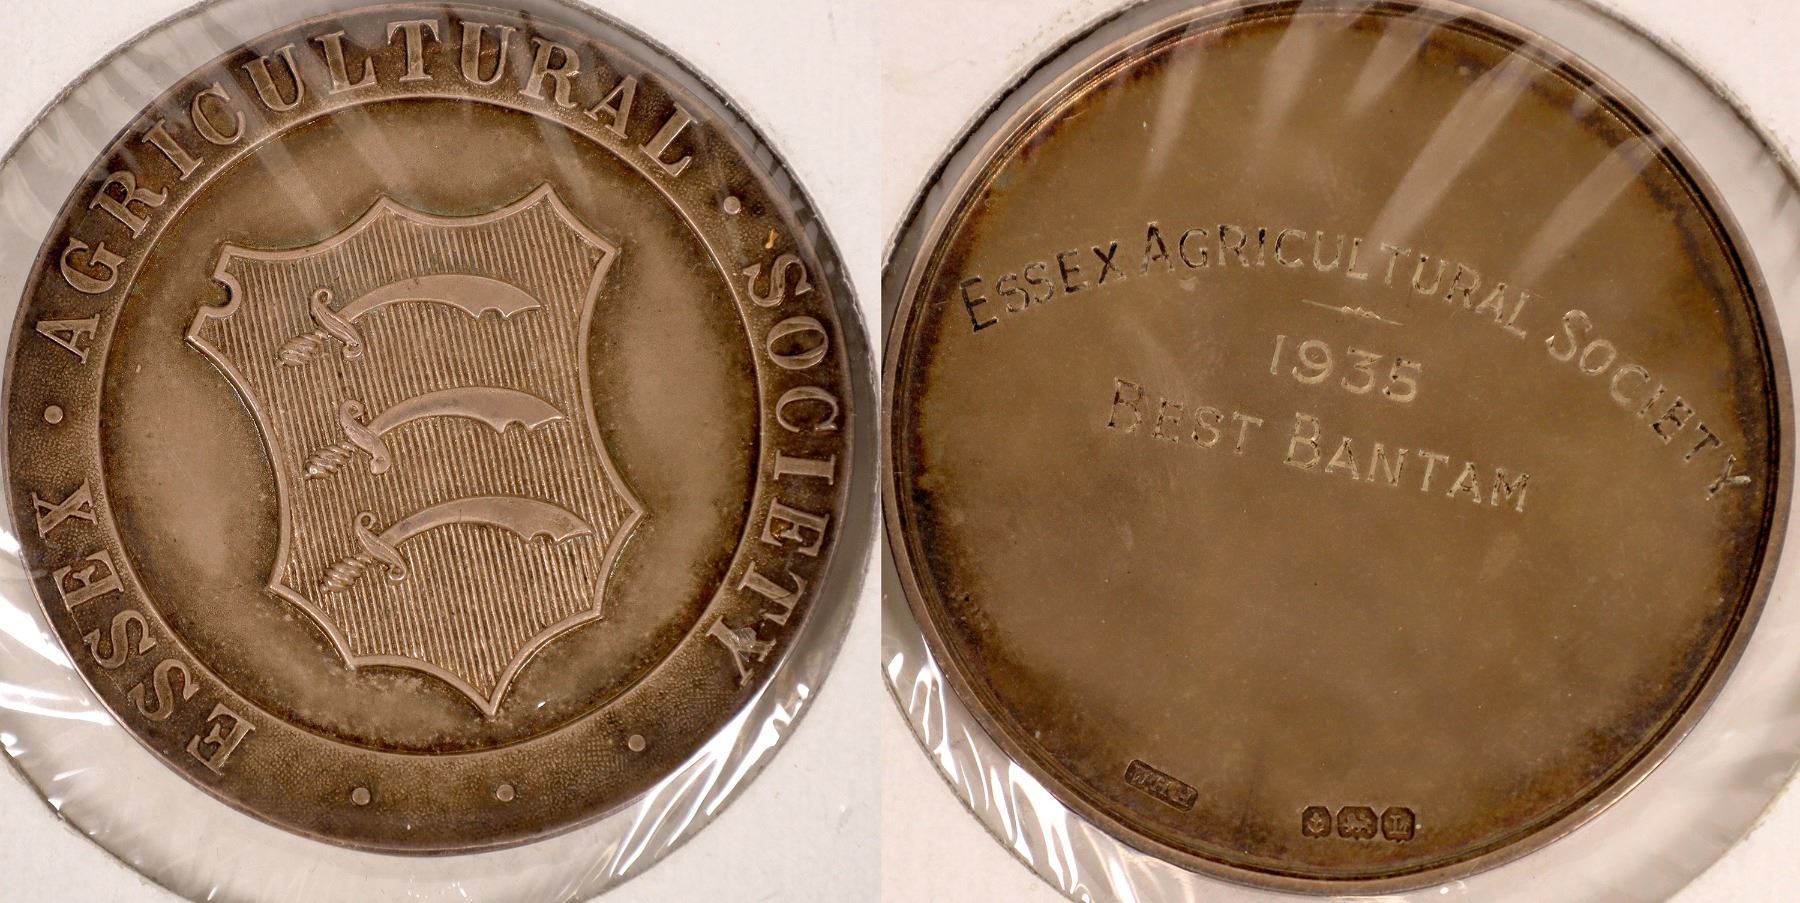 ESSEX · AGRICULTURAL · SOCIETY
ESSEX AGRICULTURAL SOCIETY
1935
BEST BANTAM
L